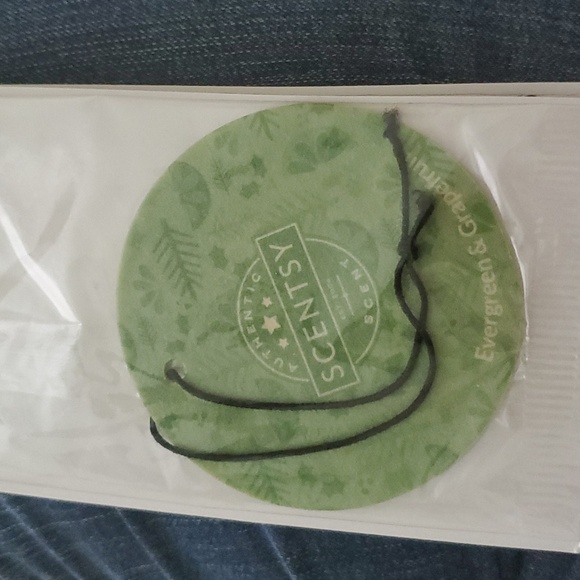 AUTHENTIC
SCENTSY
SCENT
Evergreen & Grapefruit